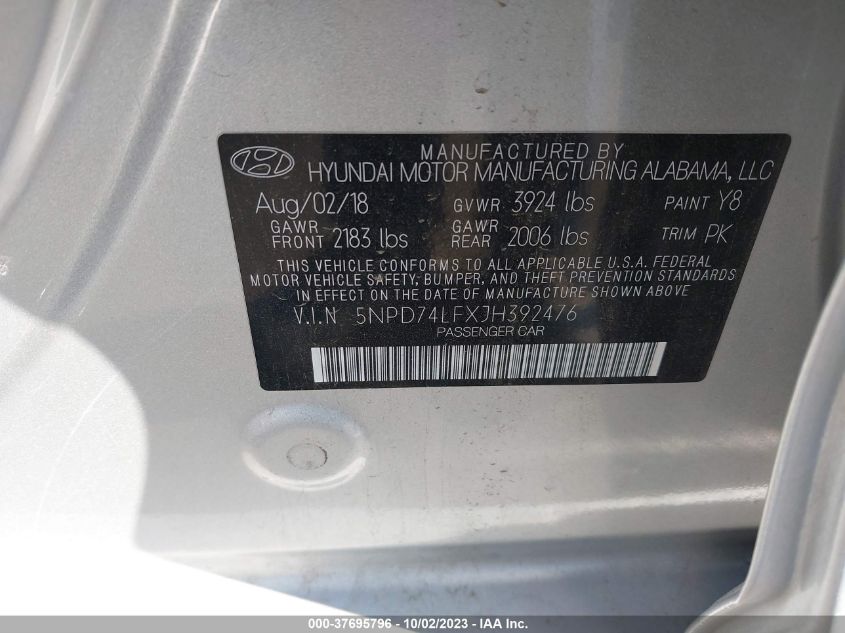 MANUFACTURED BY
HYUNDAI MOTOR MANUFACTURING ALABAMA, LLC
Aug/02/18 GVWR 3924 lbs PAINT Y8
GAWR FRONT 2183 lbs GAWR REAR 2006 lbs TRIM PK
THIS VEHICLE CONFORMS TO ALL APPLICABLE U.S.A. FEDERAL
MOTOR VEHICLE SAFETY, BUMPER, AND THEFT PREVENTION STANDARDS
IN EFFECT ON THE DATE OF MANUFACTURE SHOWN ABOVE.
V.I.N 5NPD74LFXJH392476
PASSENGER CAR
000-37695796 - 10/02/2023 - IAA Inc.